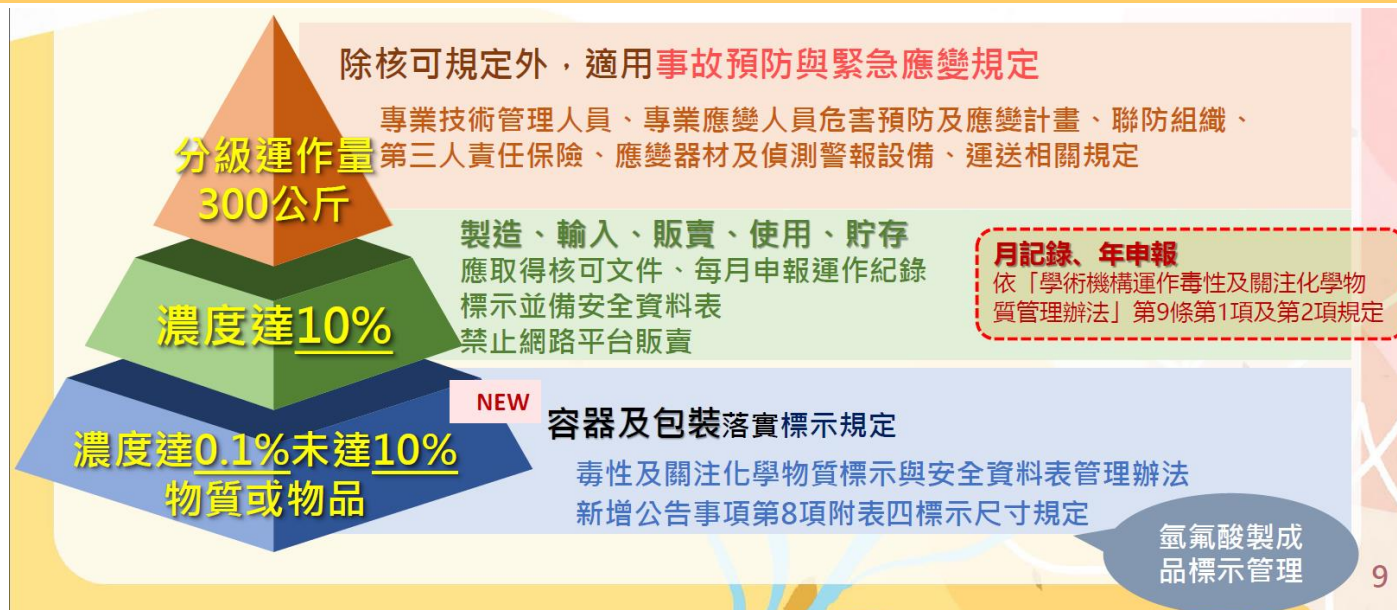 除核可規定外，適用事故預防與緊急應變規定
專業技術管理人員、專業應變人員危害預防及應變計畫、聯防組織、
第三人責任保險、應變器材及偵測警報設備、運送相關規定
分級運作量
300公斤
製造、輸入、販賣、使用、貯存
應取得核可文件、每月申報運作紀錄
標示並備安全資料表
禁止網路平台販賣
濃度達10%
月記錄、年申報
依「學術機構運作毒性及關注化學物
質管理辦法」第9條第1項及第2項規定
NEW
容器及包裝落實標示規定
毒性及關注化學物質標示與安全資料表管理辦法
新增公告事項第8項附表四標示尺寸規定
濃度達0.1%未達10%
物質或物品
氫氟酸製成
品標示管理
9